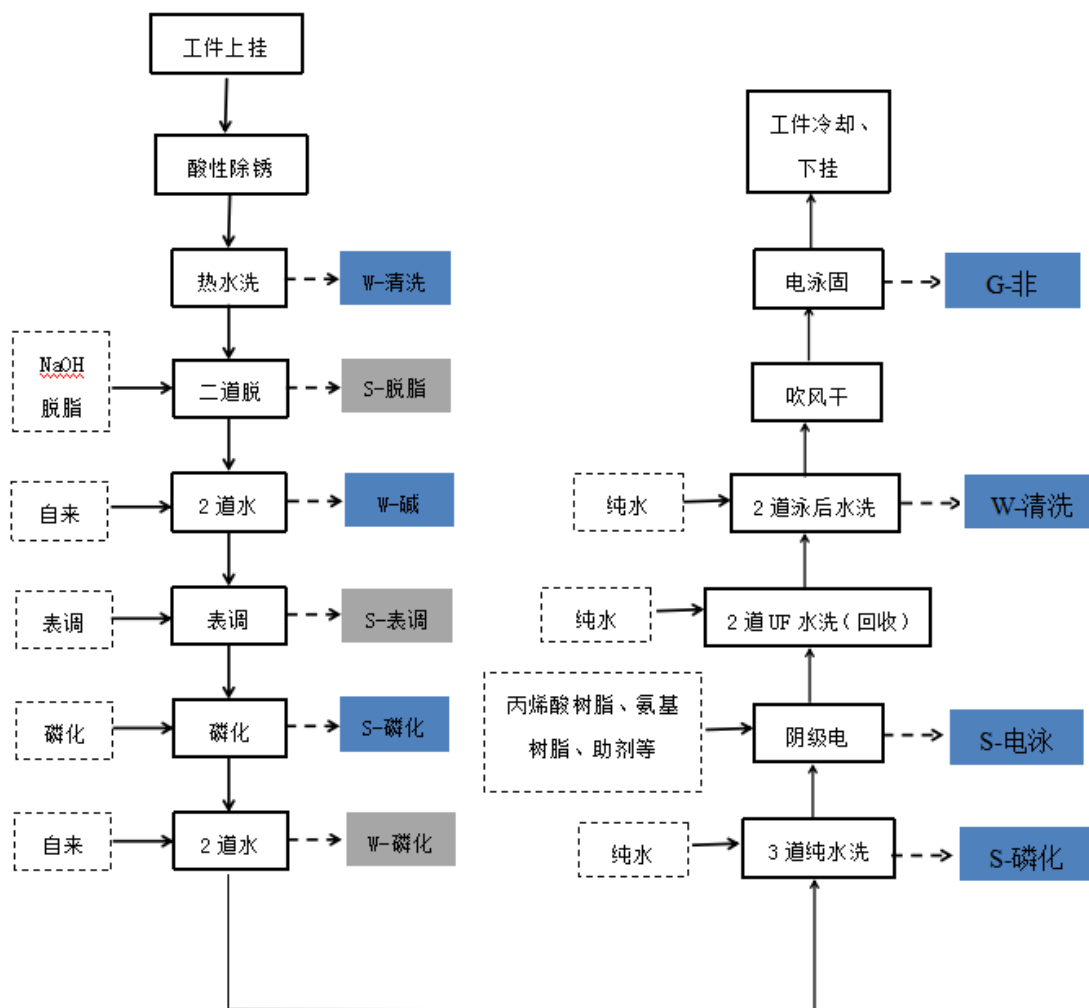 工件上挂
酸性除锈
热水洗
W-清洗
NaOH
脱脂
二道脱
S-脱脂
自来
2道水
W-碱
表调
表调
S-表调
磷化
磷化
S-磷化
自来
2道水
W-磷化
工件冷却、
下挂
电泳固
G-非
吹风干
纯水
2道泳后水洗
W-清洗
纯水
2道UF水洗（回收）
丙烯酸树脂、氨基
树脂、助剂等
阴级电
S-电泳
纯水
3道纯水洗
S-磷化